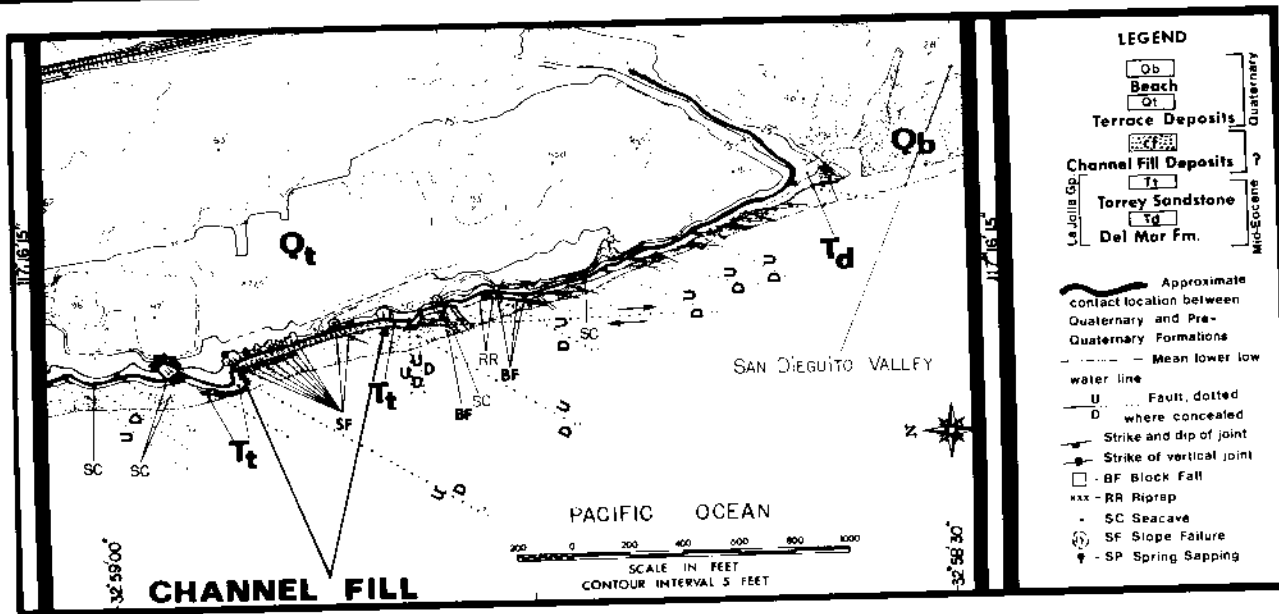 LEGEND
Qb
Beach
Qt
Terrace Deposits
Quaternary
cf
Channel Fill Deposits
?
Tt
Torrey Sandstone
Td
Del Mar Fm.
La Jolla Gp.
Mid-Eocene
Approximate
contact location between
Quaternary and Pre-
Quaternary Formations
Mean lower low
water line
U
D
Fault, dotted
where concealed
Strike and dip of joint
Strike of vertical joint
- BF Block Fall
xxx - RR Riprap
- SC Seacave
SF Slope Failure
- SP Spring Sapping
117°16'15"
117°16'15"
Qb
Qt
Td
D U
D U
D U
D U
SC
RR
BF
SC
BF
Tt
SF
U D
U D
D U
U D
U D
SC
SC
Tt
SAN DIEGUITO VALLEY
N
PACIFIC OCEAN
200 0 200 400 600 800 1000
SCALE IN FEET
CONTOUR INTERVAL 5 FEET
32°59'00"
32°58'30"
CHANNEL FILL